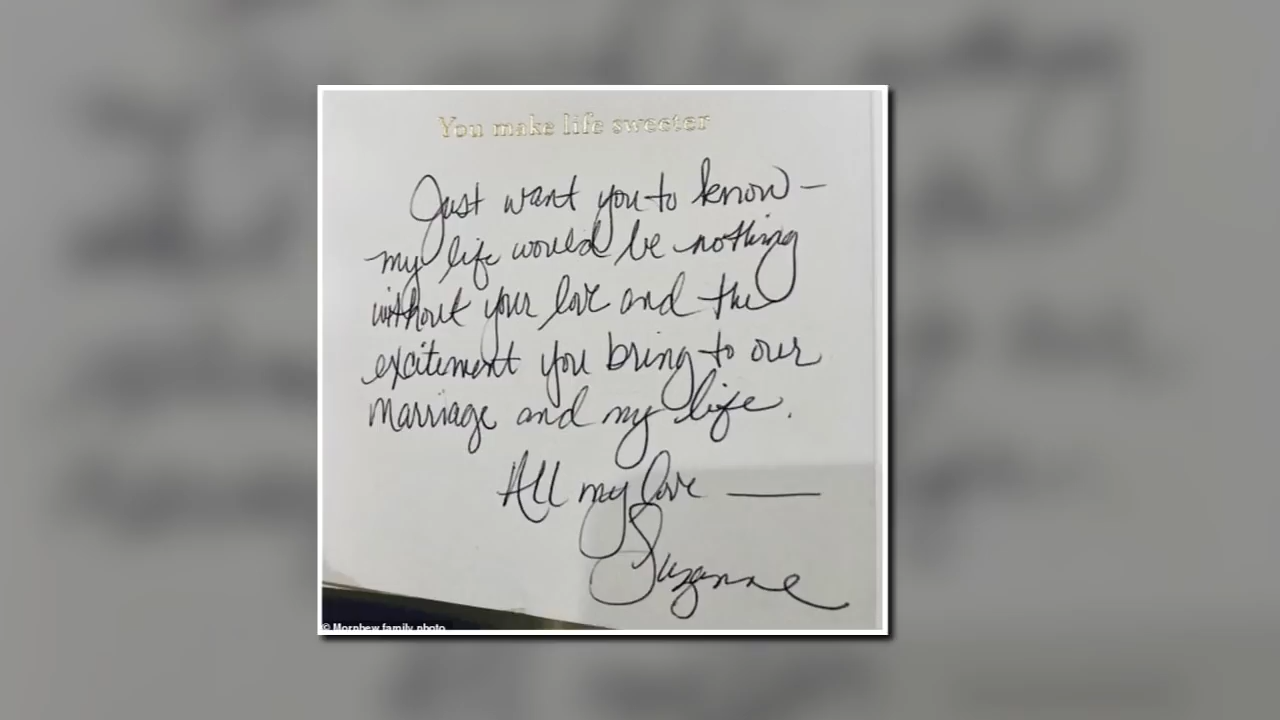 You make life sweeter
Just want you to know –
my life would be nothing
without your love and the
excitement you bring to our
marriage and my life.
All my love —
Suzanne
© Morphew family photo